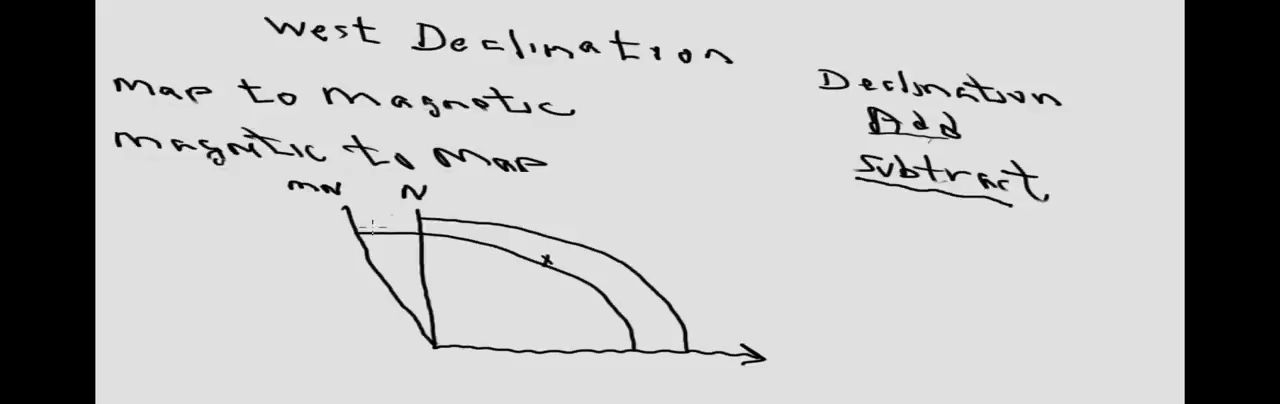 West Declination
Map to Magnetic
Magnetic to Map
Declination
Add
Subtract
MN N
x